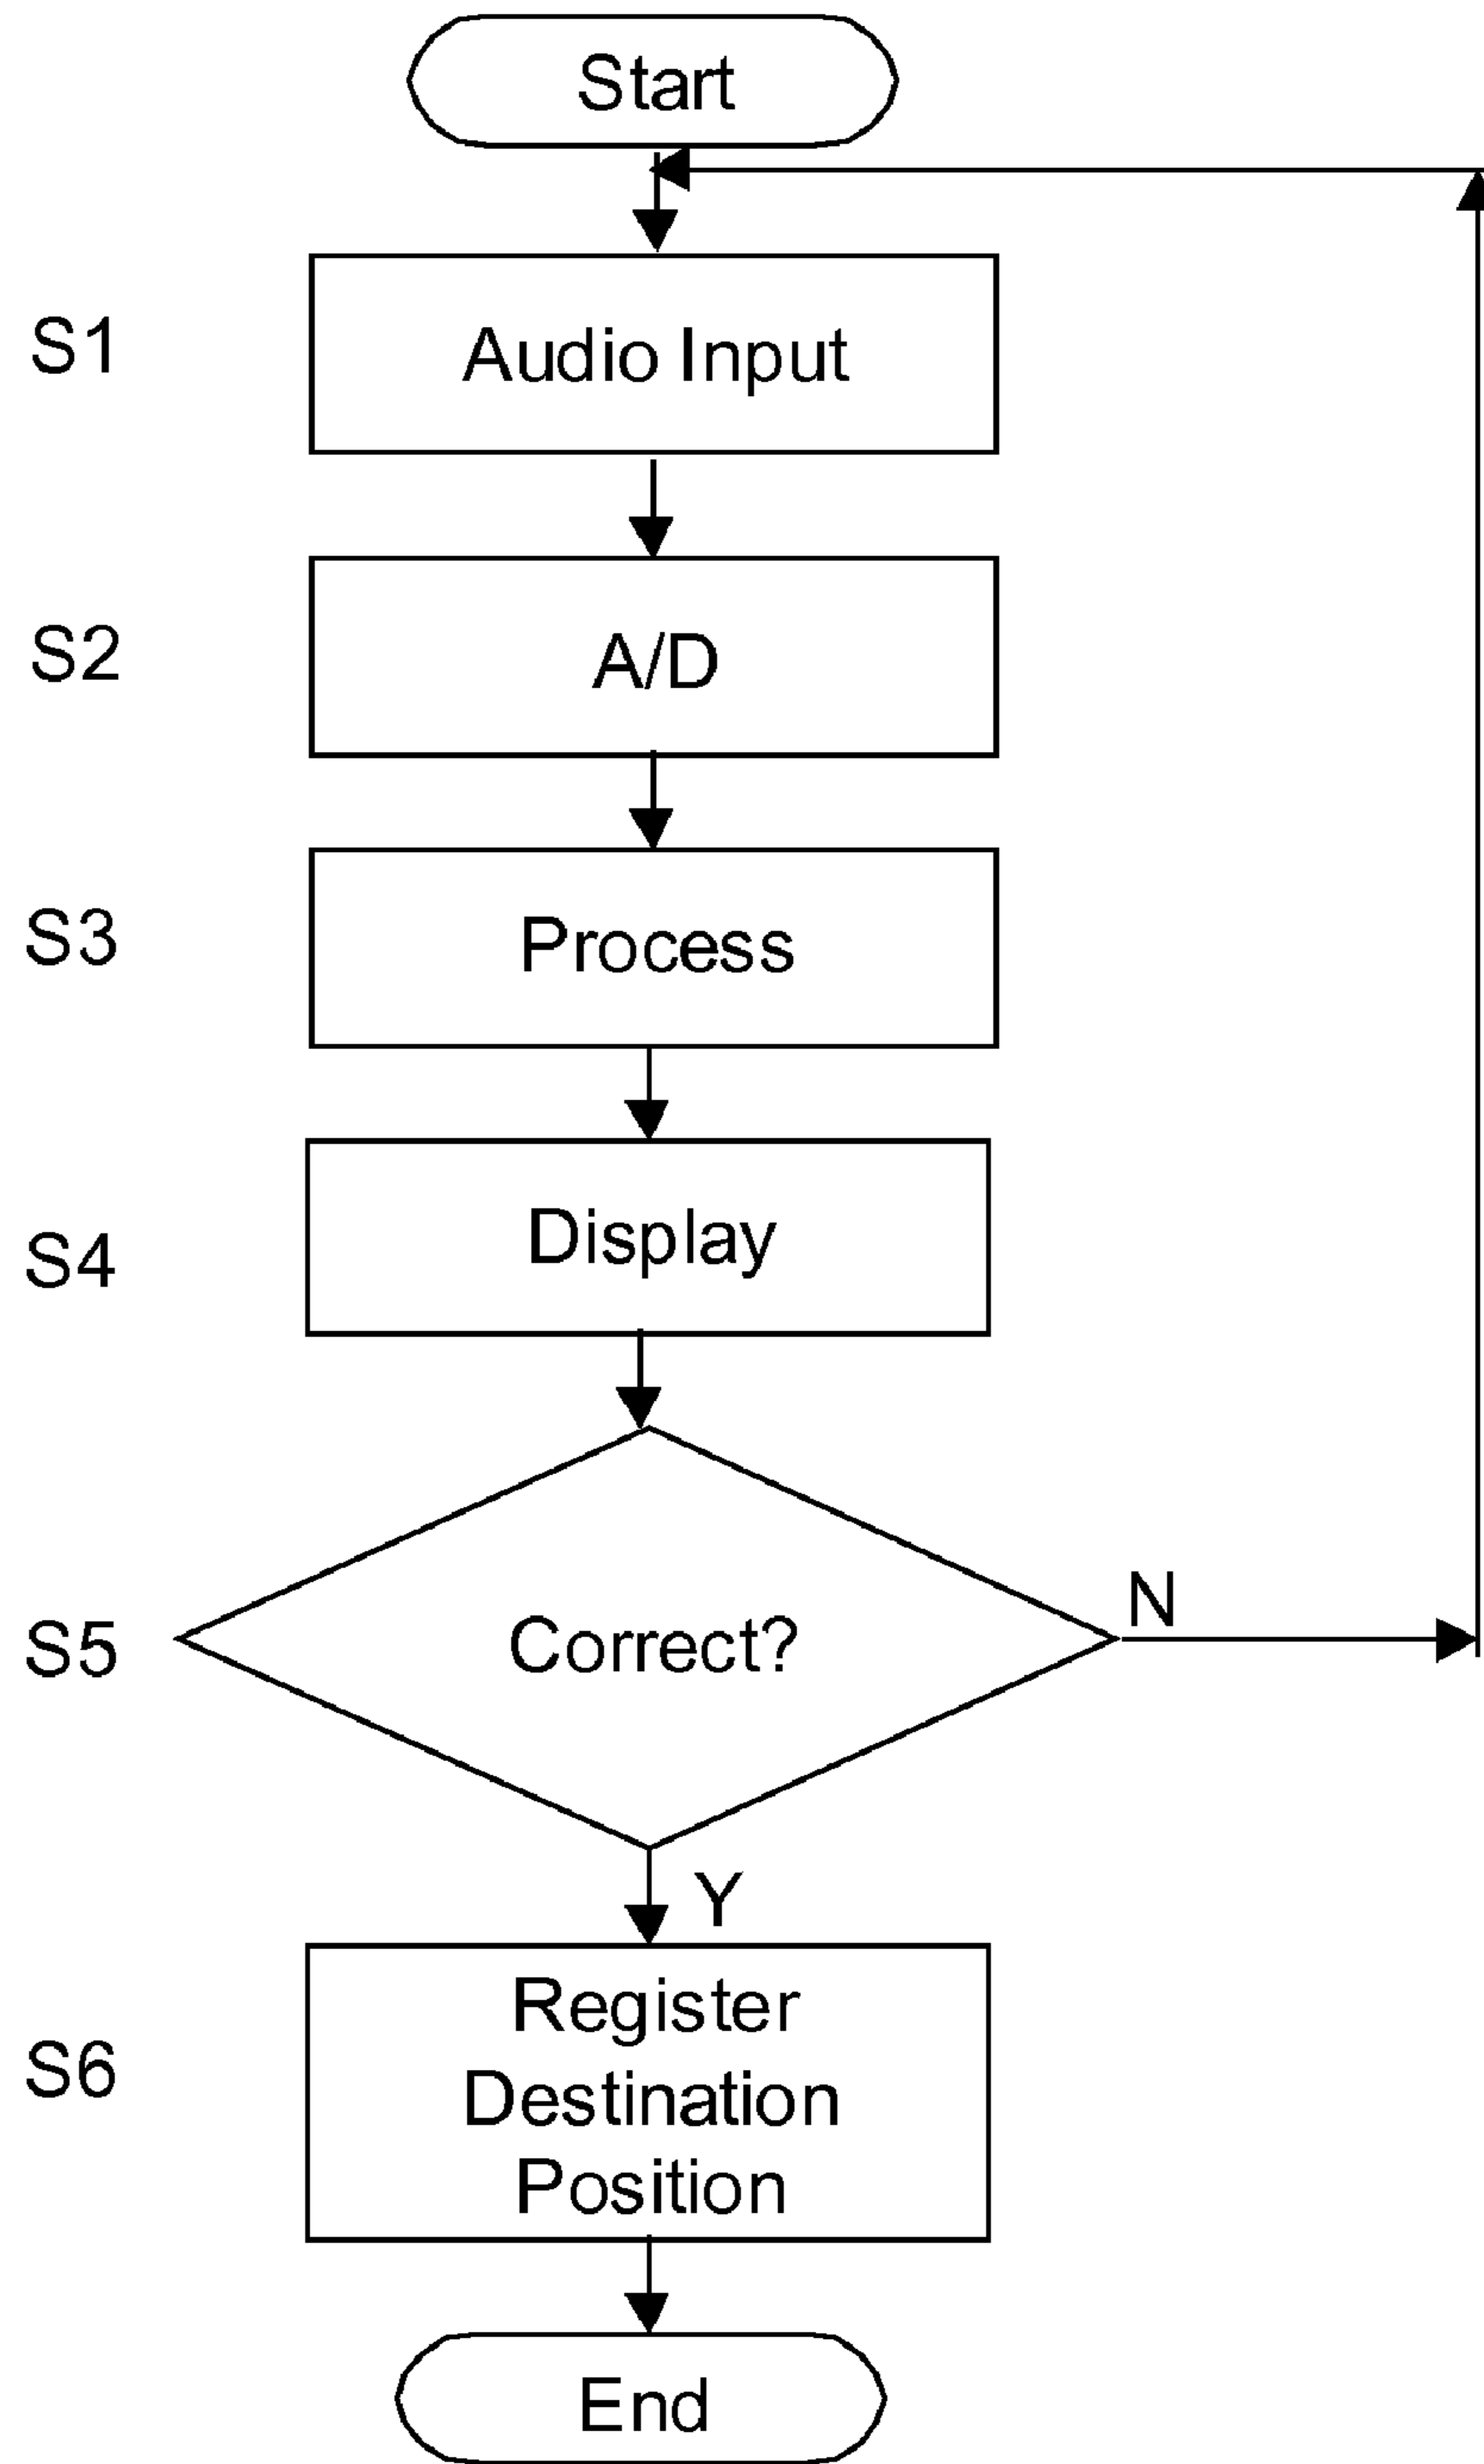 Start
S1
Audio Input
S2
A/D
S3
Process
S4
Display
S5
Correct?
N
Y
S6
Register
Destination
Position
End